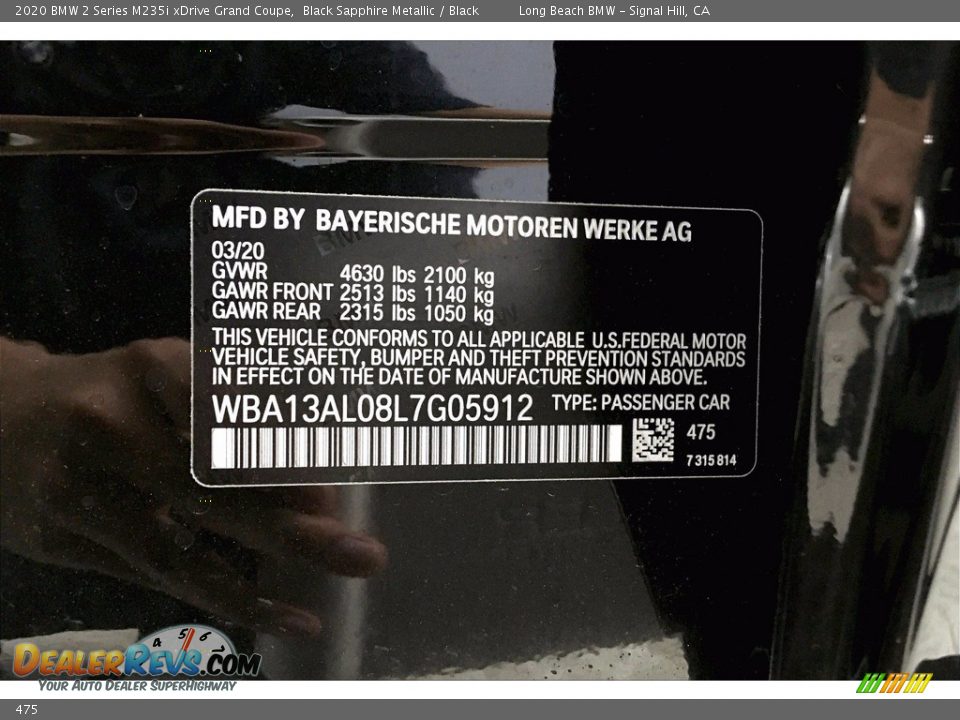 2020 BMW 2 Series M235i xDrive Grand Coupe, Black Sapphire Metallic / Black Long Beach BMW - Signal Hill, CA
MFD BY BAYERISCHE MOTOREN WERKE AG
03/20
GVWR 4630 lbs 2100 kg
GAWR FRONT 2513 lbs 1140 kg
GAWR REAR 2315 lbs 1050 kg
THIS VEHICLE CONFORMS TO ALL APPLICABLE U.S.FEDERAL MOTOR
VEHICLE SAFETY, BUMPER AND THEFT PREVENTION STANDARDS
IN EFFECT ON THE DATE OF MANUFACTURE SHOWN ABOVE.
WBA13AL08L7G05912 TYPE: PASSENGER CAR
475
7 315 814
4 5 6
DEALERREVS.COM
YOUR AUTO DEALER SUPERHIGHWAY
475